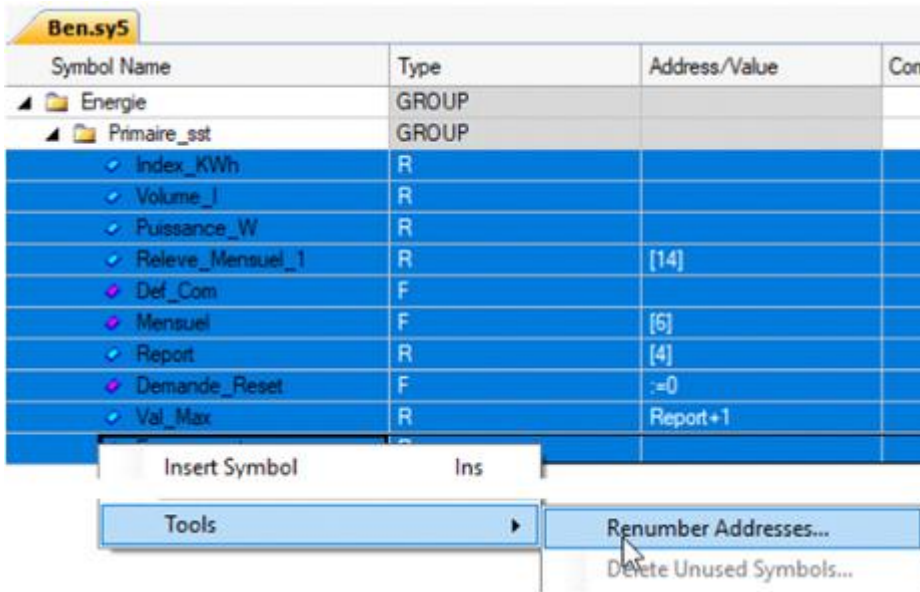 Ben.sy5
Symbol Name Type Address/Value Con
Energie GROUP
Primaire_sst GROUP
Index_KWh R
Volume_l R
Puissance_W R
Releve_Mensuel_1 R [14]
Def_Com F
Mensuel F [6]
Report R [4]
Demande_Reset F :=0
Val_Max R Report+1
Insert Symbol Ins
Tools Renumber Addresses...
Delete Unused Symbols...